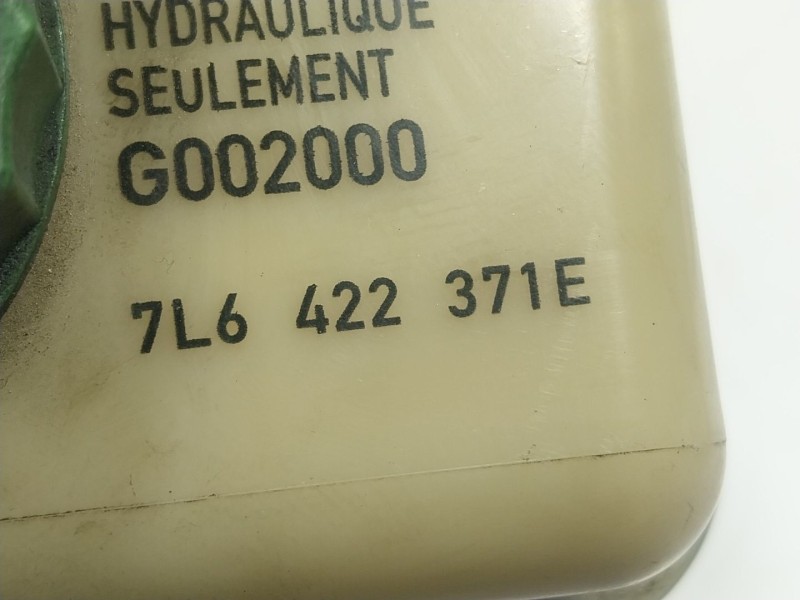 HYDRAULIQUE
SEULEMENT
G002000
7L6 422 371E